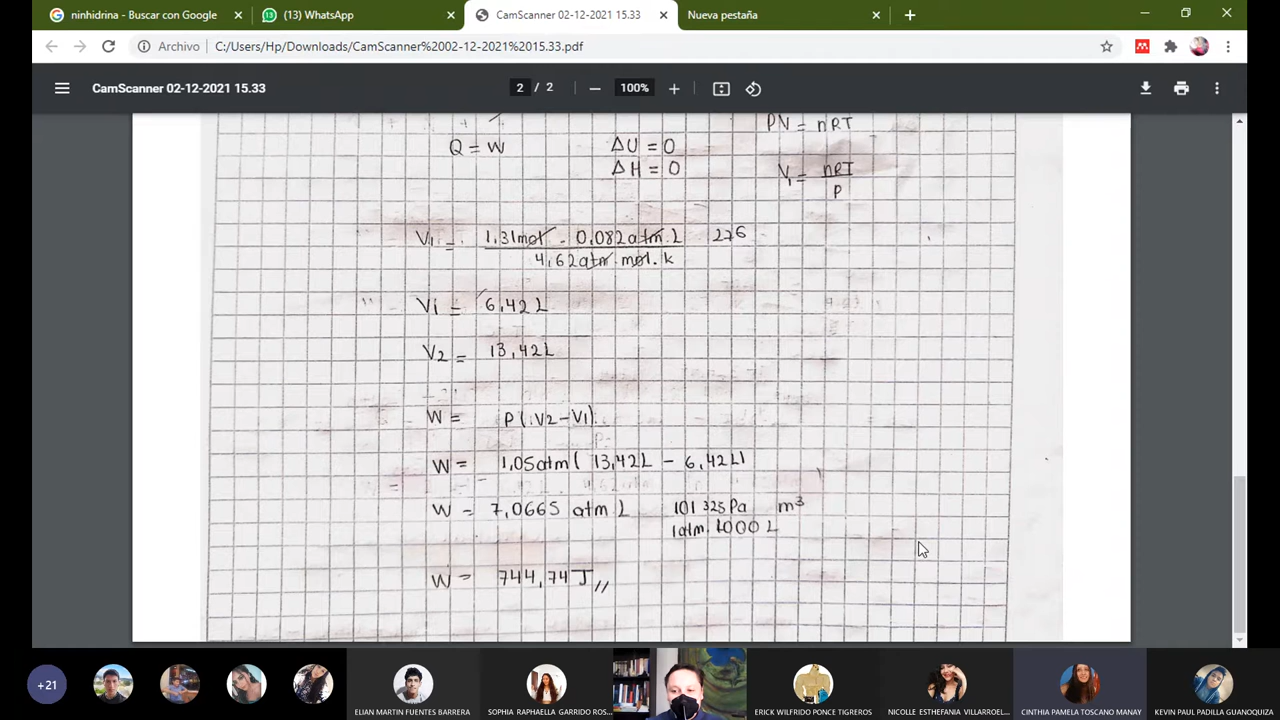 ninhidrina - Buscar con Google
(13) WhatsApp
CamScanner 02-12-2021 15.33
Nueva pestaña
Archivo
C:/Users/Hp/Downloads/CamScanner%2002-12-2021%2015.33.pdf
CamScanner 02-12-2021 15.33
2 / 2
100%
PV = nRT
Q = W
ΔU = 0
ΔH = 0
V1 = nRT
P
V1 = 1,31mol - 0,082atm.L 276
4,62atm.mol.k
V1 = 6,42 L
V2 = 13,42L
W = P(V2-V1)
W = 1,05atm( 13,42L - 6,42L)
W = 7,0665 atm L 101 325Pa m3
1atm 1000 L
W = 744,74 J //
+21
ELIAN MARTIN FUENTES BARRERA
SOPHIA RAPHAELLA GARRIDO ROS...
ERICK WILFRIDO PONCE TIGREROS
NICOLLE ESTHEFANIA VILLARROEL...
CINTHIA PAMELA TOSCANO MANAY
KEVIN PAUL PADILLA GUANOQUIZA